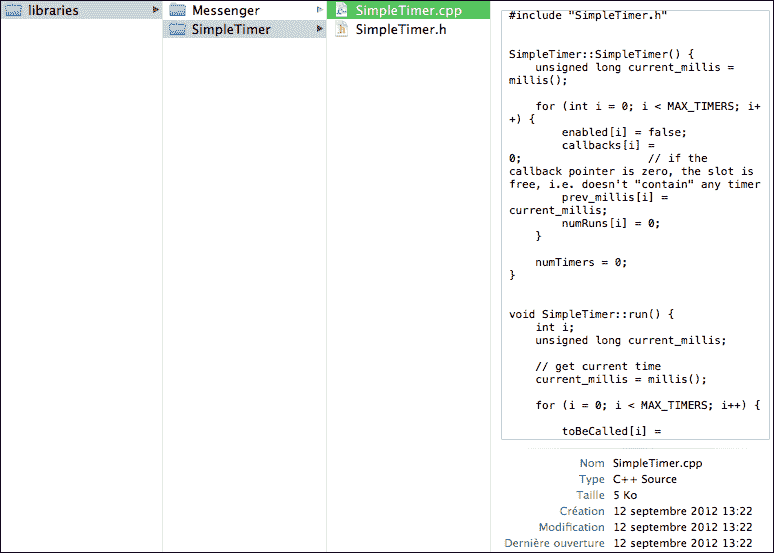 libraries
Messenger
SimpleTimer
SimpleTimer.cpp
SimpleTimer.h
#include "SimpleTimer.h"
SimpleTimer::SimpleTimer() {
unsigned long current_millis =
millis();
for (int i = 0; i < MAX_TIMERS; i+
+) {
enabled[i] = false;
callbacks[i] =
0; // if the
callback pointer is zero, the slot is
free, i.e. doesn't "contain" any timer
prev_millis[i] =
current_millis;
numRuns[i] = 0;
}
numTimers = 0;
}
void SimpleTimer::run() {
int i;
unsigned long current_millis;
// get current time
current_millis = millis();
for (i = 0; i < MAX_TIMERS; i++) {
toBeCalled[i] =
Nom SimpleTimer.cpp
Type C++ Source
Taille 5 Ko
Création 12 septembre 2012 13:22
Modification 12 septembre 2012 13:22
Dernière ouverture 12 septembre 2012 13:22